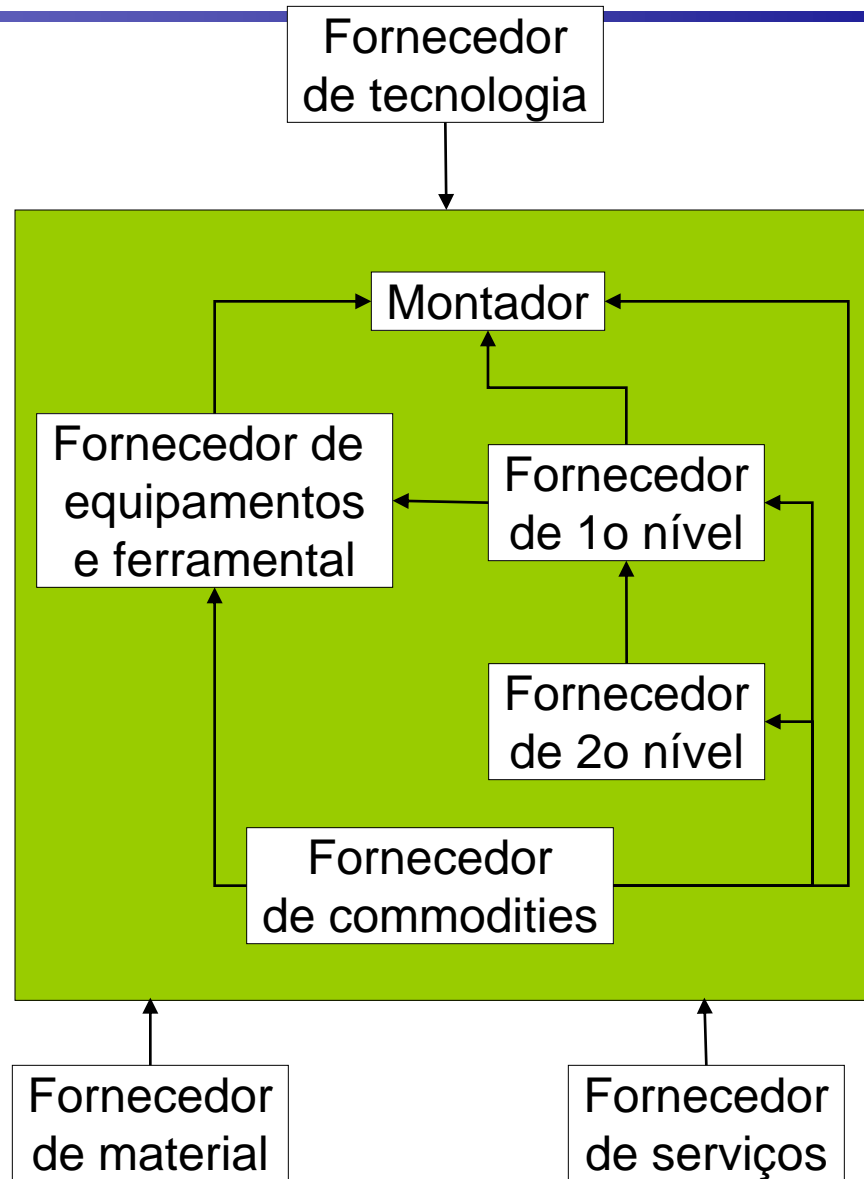 Fornecedor
de tecnologia
Montador
Fornecedor de
equipamentos
e ferramental
Fornecedor
de 1o nível
Fornecedor
de 2o nível
Fornecedor
de commodities
Fornecedor
de material
Fornecedor
de serviços